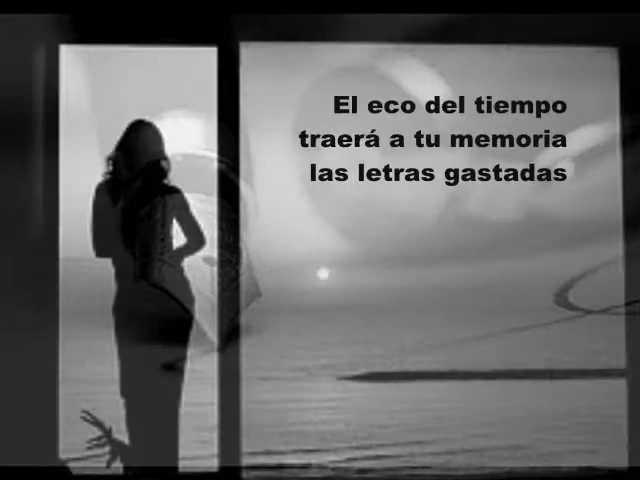 El eco del tiempo
traerá a tu memoria
las letras gastadas